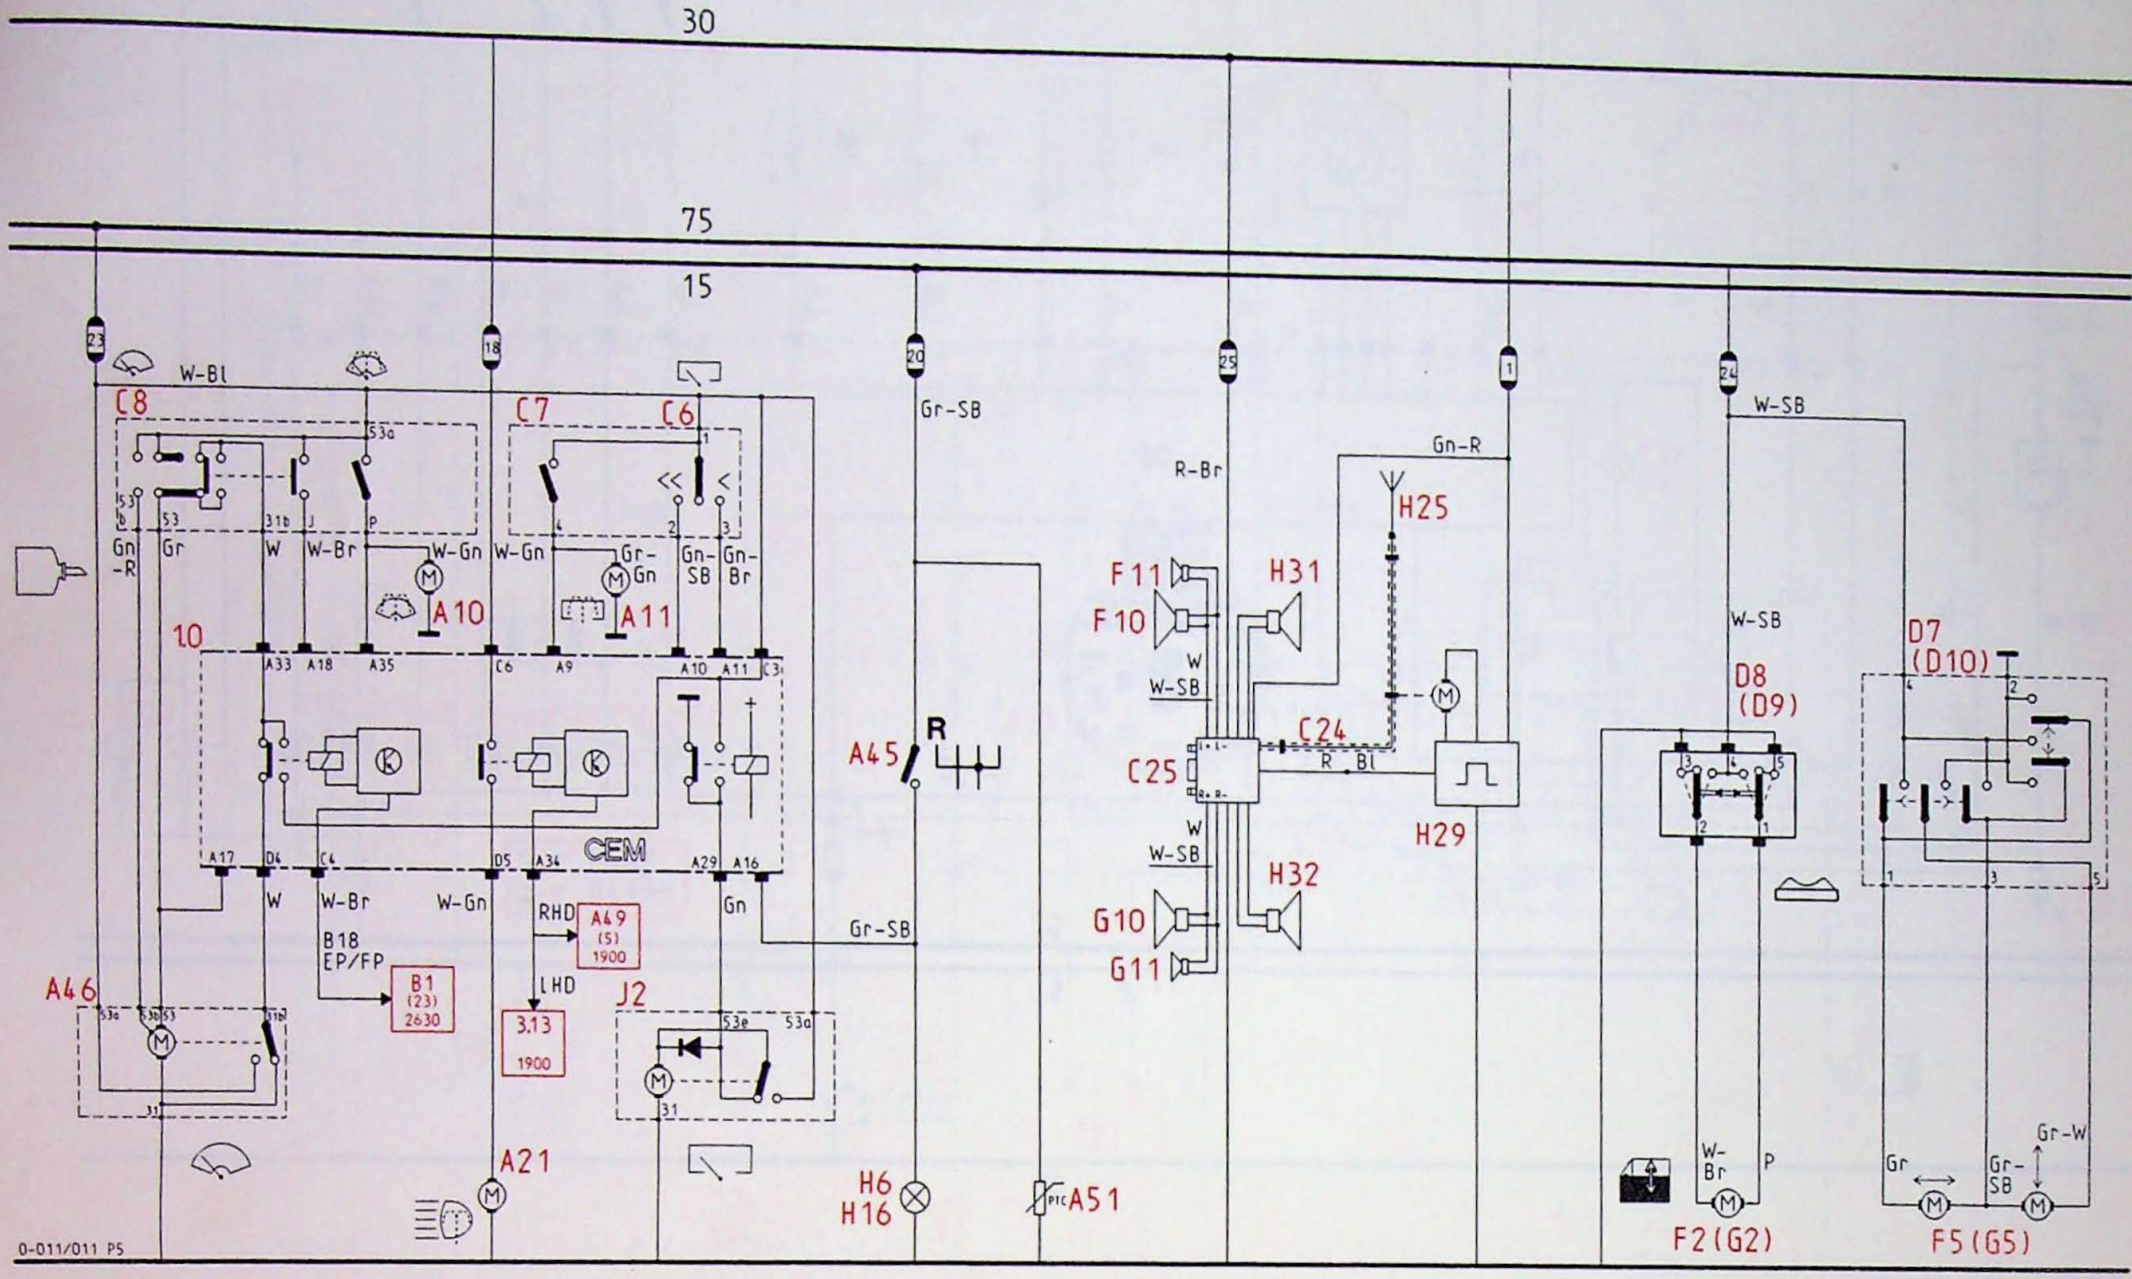 30
75
15
23
18
20
25
1
24
W-Bl
Gr-SB
W-SB
C8
C7
C6
53a
1
Gn-R
R-Br
H25
<<
<
53
b
53
31b
J
P
4
2
3
Gn
-R
Gr
W
W-Br
W-Gn
W-Gn
Gr-
Gn
Gn-
SB
Gn-
Br
M
M
A10
A11
F11
H31
F10
W-SB
D7
(D10)
10
A33
A18
A35
C6
A9
A10
A11
C3
W
W-SB
M
D8
(D9)
4
2
+
R
A45
C24
K
K
L+ L-
C25
R
Bl
R+ R-
H29
3
4
5
2
1
CEM
W
W-SB
A17
D4
C4
D5
A34
A29
A16
1
3
5
H32
W
W-Br
W-Gn
RHD
A49
(5)
1900
Gn
Gr-SB
G10
B18
EP/FP
G11
B1
(23)
2630
LHD
A46
J2
53a
53b
53
31b
3.13
1900
53e
53a
M
M
31
31
Gr-W
A21
W-
Br
P
Gr
Gr-
SB
M
H6
H16
PTC
A51
M
M
M
0-011/011 PS
F2(G2)
F5(G5)